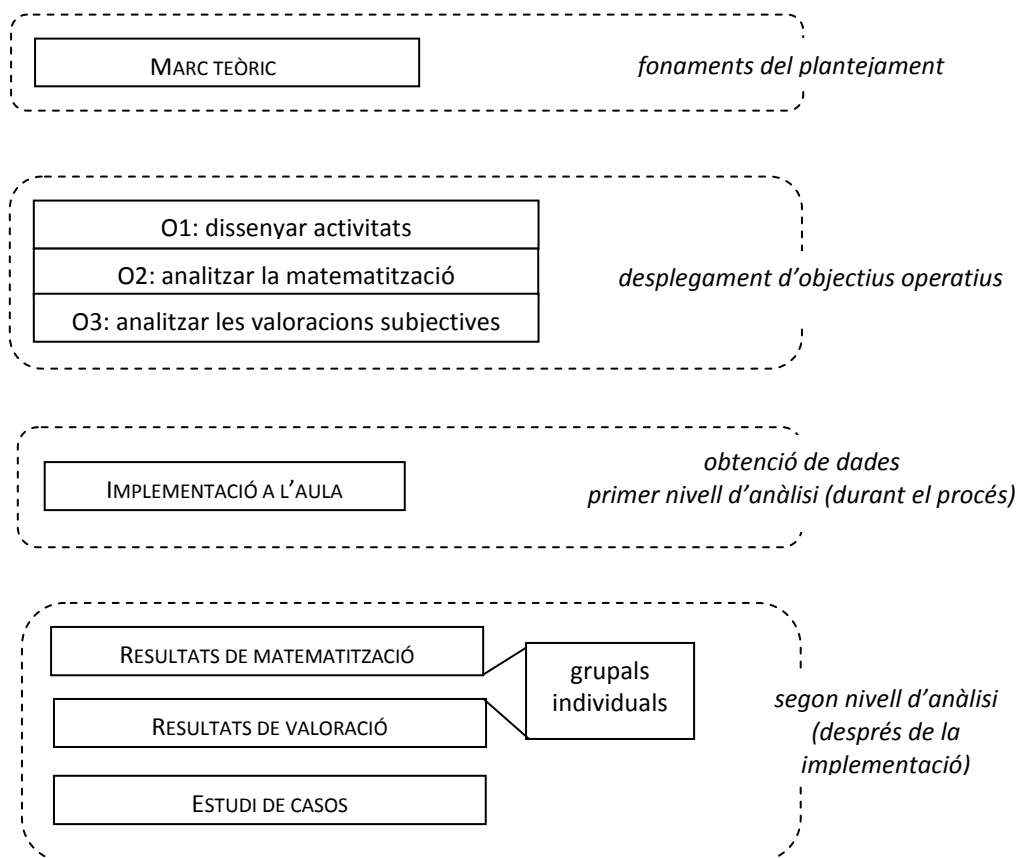 MARC TEÒRIC
fonaments del plantejament
O1: dissenyar activitats
O2: analitzar la matematització
O3: analitzar les valoracions subjectives
desplegament d’objectius operatius
IMPLEMENTACIÓ A L’AULA
obtenció de dades
primer nivell d’anàlisi (durant el procés)
RESULTATS DE MATEMATITZACIÓ
RESULTATS DE VALORACIÓ
grupals
individuals
ESTUDI DE CASOS
segon nivell d’anàlisi
(després de la
implementació)